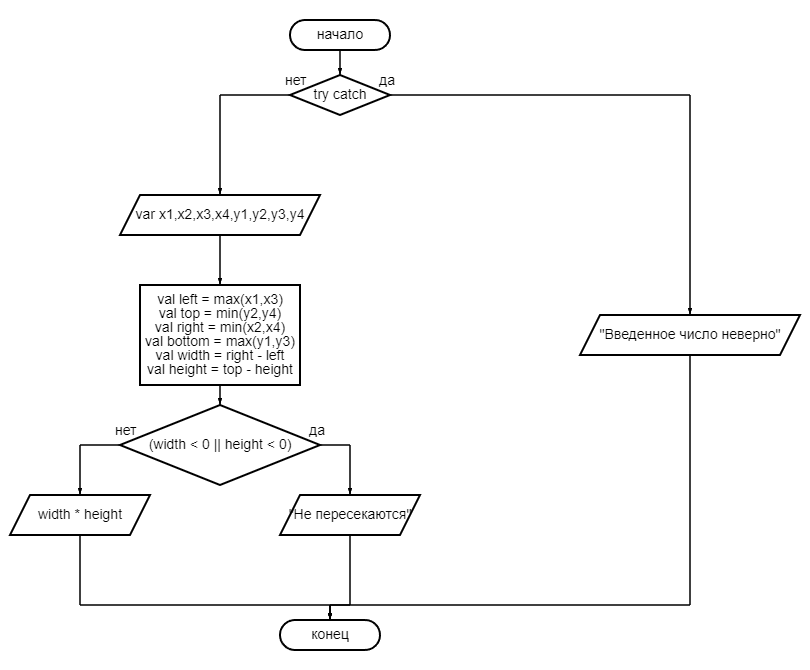 начало
нет
да
try catch
var x1,x2,x3,x4,y1,y2,y3,y4
val left = max(x1,x3)
val top = min(y2,y4)
val right = min(x2,x4)
val bottom = max(y1,y3)
val width = right - left
val height = top - height
"Введенное число неверно"
нет
да
(width < 0 || height < 0)
width * height
"Не пересекаются"
конец